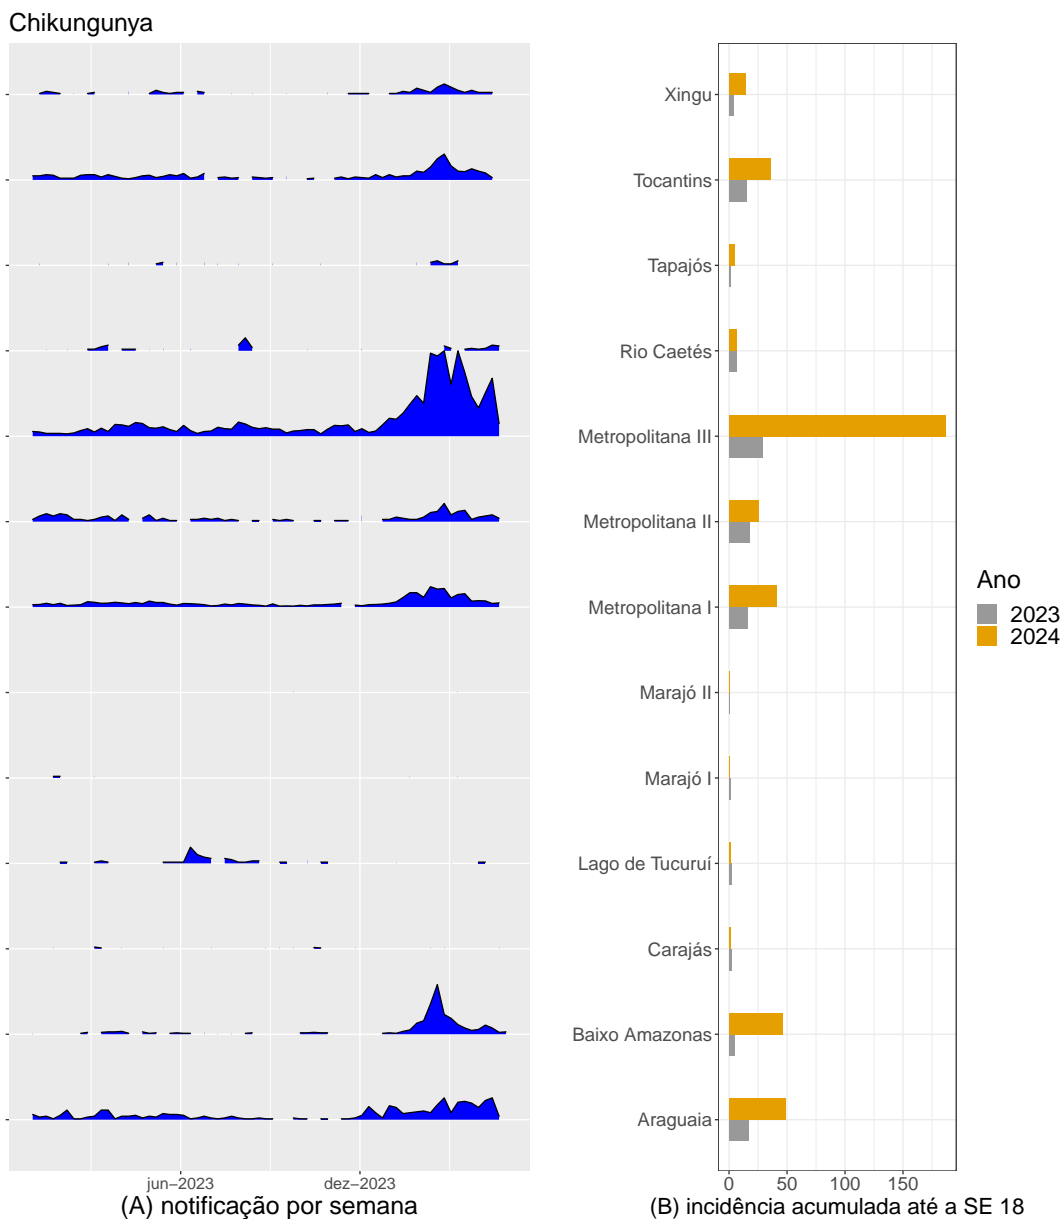 Chikungunya
Xingu
Tocantins
Tapajós
Rio Caetés
Metropolitana III
Metropolitana II
Metropolitana I
Marajó II
Marajó I
Lago de Tucuruí
Carajás
Baixo Amazonas
Araguaia
Ano
2023
2024
jun−2023
dez−2023
0
50
100
150
(A) notificação por semana
(B) incidência acumulada até a SE 18